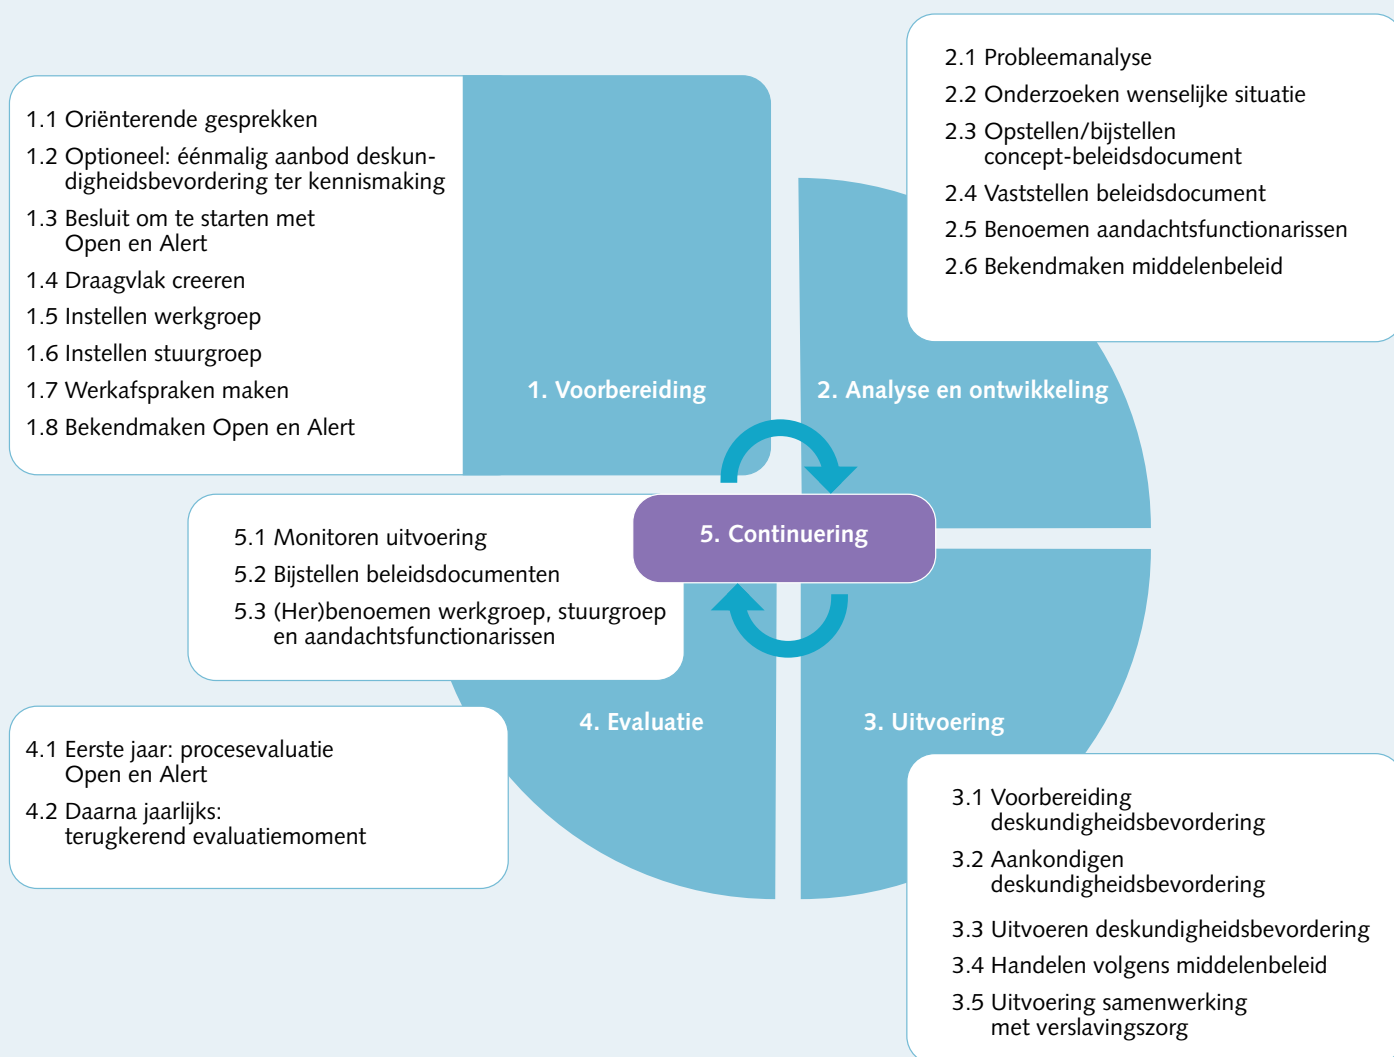 1.1 Oriënterende gesprekken
1.2 Optioneel: éénmalig aanbod deskun-
digheidsbevordering ter kennismaking
1.3 Besluit om te starten met
Open en Alert
1.4 Draagvlak creeren
1.5 Instellen werkgroep
1.6 Instellen stuurgroep
1.7 Werkafspraken maken
1.8 Bekendmaken Open en Alert
1. Voorbereiding
2.1 Probleemanalyse
2.2 Onderzoeken wenselijke situatie
2.3 Opstellen/bijstellen
concept-beleidsdocument
2.4 Vaststellen beleidsdocument
2.5 Benoemen aandachtsfunctionarissen
2.6 Bekendmaken middelenbeleid
2. Analyse en ontwikkeling
5.1 Monitoren uitvoering
5.2 Bijstellen beleidsdocumenten
5.3 (Her)benoemen werkgroep, stuurgroep
en aandachtsfunctionarissen
5. Continuering
4. Evaluatie
3. Uitvoering
4.1 Eerste jaar: procesevaluatie
Open en Alert
4.2 Daarna jaarlijks:
terugkerend evaluatiemoment
3.1 Voorbereiding
deskundigheidsbevordering
3.2 Aankondigen
deskundigheidsbevordering
3.3 Uitvoeren deskundigheidsbevordering
3.4 Handelen volgens middelenbeleid
3.5 Uitvoering samenwerking
met verslavingszorg